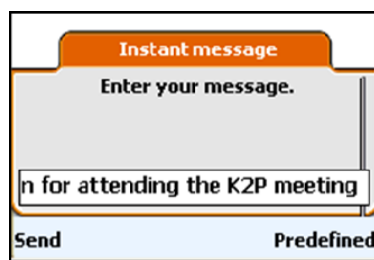 Instant message
Enter your message.
n for attending the K2P meeting
Send Predefined